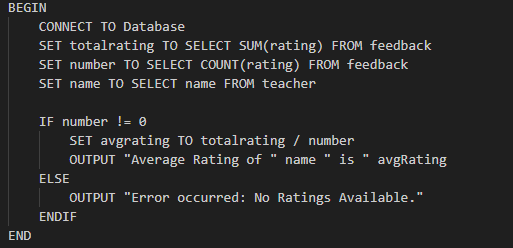 BEGIN
CONNECT TO Database
SET totalrating TO SELECT SUM(rating) FROM feedback
SET number TO SELECT COUNT(rating) FROM feedback
SET name TO SELECT name FROM teacher
IF number != 0
SET avgrating TO totalrating / number
OUTPUT "Average Rating of " name " is " avgRating
ELSE
OUTPUT "Error occurred: No Ratings Available."
ENDIF
END